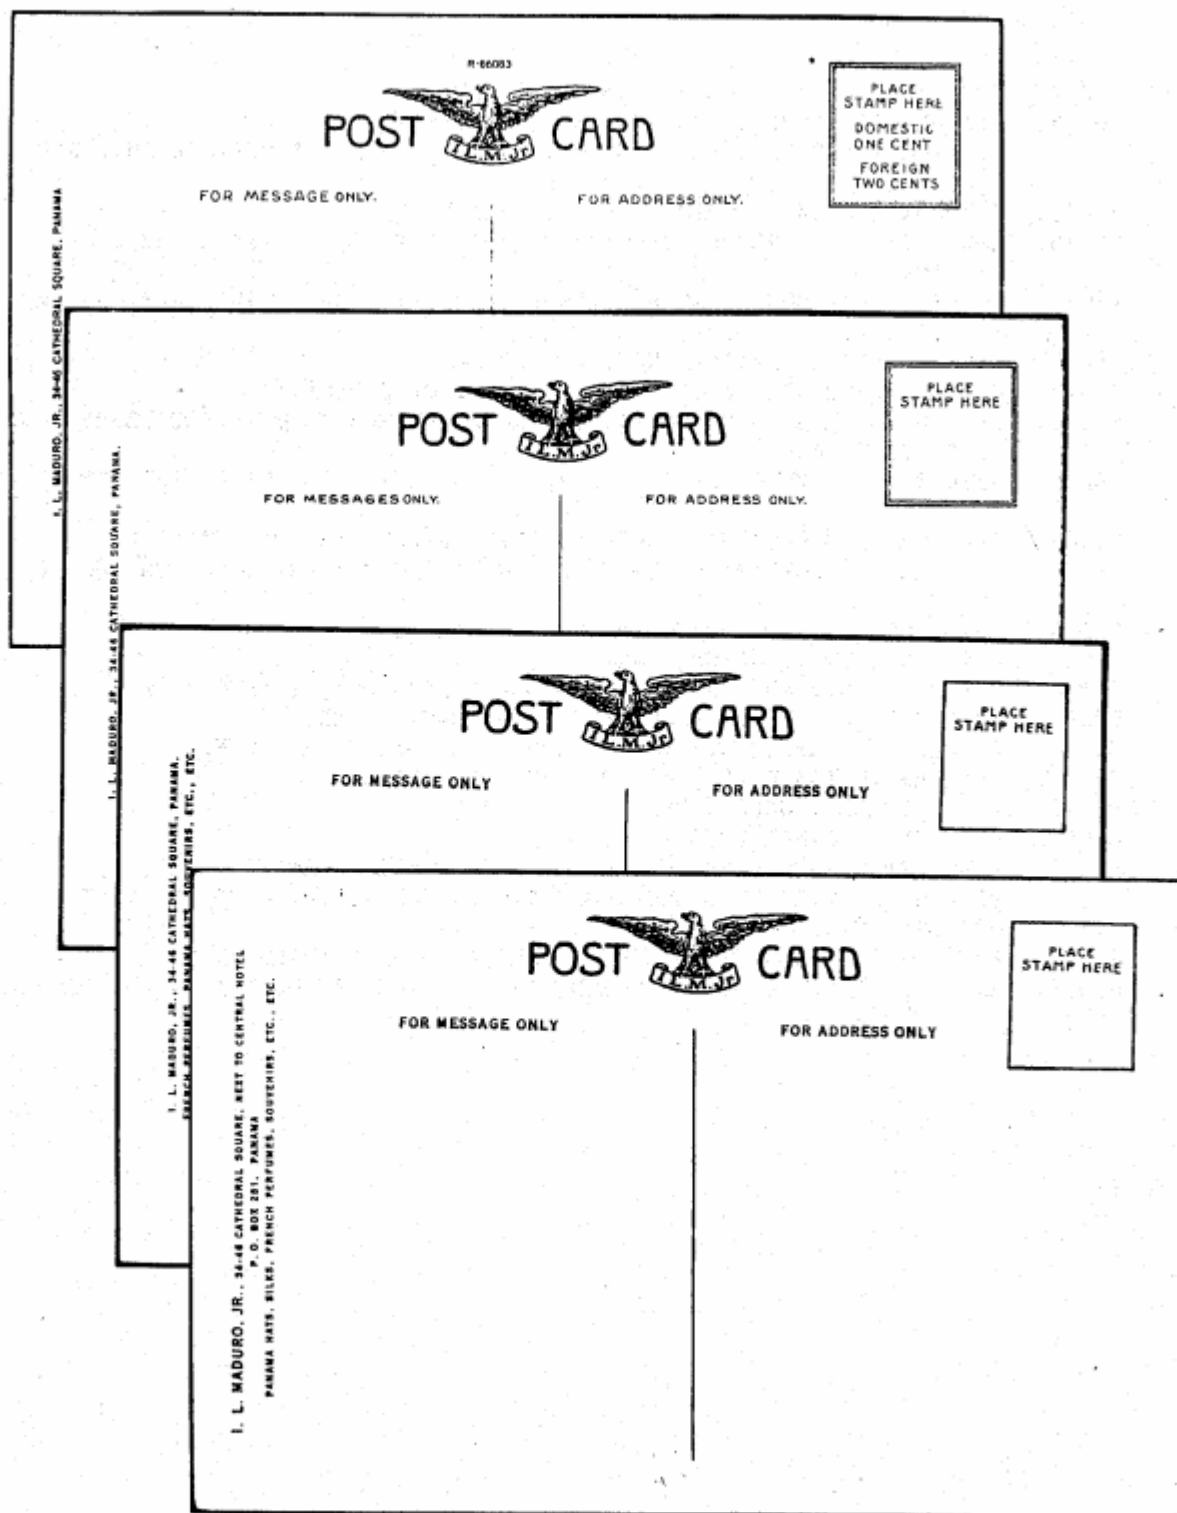 R-86083
POST CARD
I.L.M.Jr.
PLACE
STAMP HERE
DOMESTIC
ONE CENT
FOREIGN
TWO CENTS
FOR MESSAGE ONLY.
FOR ADDRESS ONLY.
I. L. MADURO, JR., 34-46 CATHEDRAL SQUARE, PANAMA
POST CARD
I.L.M.Jr
PLACE
STAMP HERE
FOR MESSAGES ONLY.
FOR ADDRESS ONLY.
I. L. MADURO, JR., 34-46 CATHEDRAL SQUARE, PANAMA.
POST CARD
I.L.M.Jr
PLACE
STAMP HERE
FOR MESSAGE ONLY
FOR ADDRESS ONLY
I. L. MADURO, JR., 34-46 CATHEDRAL SQUARE, PANAMA.
FRENCH PERFUMES, PANAMA HATS, SOUVENIRS, ETC., ETC.
POST CARD
I.L.M.Jr
PLACE
STAMP HERE
FOR MESSAGE ONLY
FOR ADDRESS ONLY
I. L. MADURO, JR., 34-46 CATHEDRAL SQUARE, NEXT TO CENTRAL HOTEL
P. O. BOX 281, PANAMA
PANAMA HATS, SILKS, FRENCH PERFUMES, SOUVENIRS, ETC., ETC.